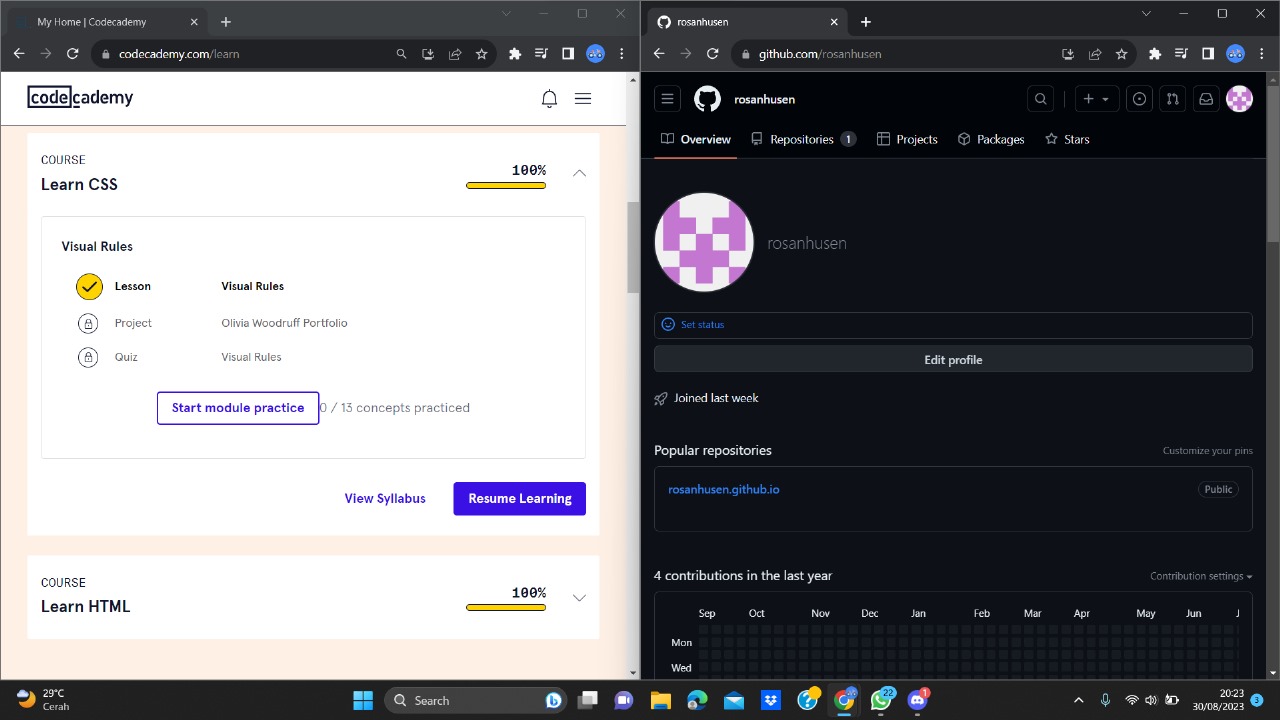 My Home | Codecademy
codecademy.com/learn
codecademy
COURSE
Learn CSS
100%
Visual Rules
Lesson Visual Rules
Project Olivia Woodruff Portfolio
Quiz Visual Rules
Start module practice 0 / 13 concepts practiced
View Syllabus Resume Learning
COURSE
Learn HTML
100%
rosanhusen
github.com/rosanhusen
rosanhusen
Overview Repositories 1 Projects Packages Stars
rosanhusen
Set status
Edit profile
Joined last week
Popular repositories Customize your pins
rosanhusen.github.io Public
4 contributions in the last year Contribution settings
Sep Oct Nov Dec Jan Feb Mar Apr May Jun J
Mon
Wed
29°C
Cerah
Search
22
1
20:23
30/08/2023
3